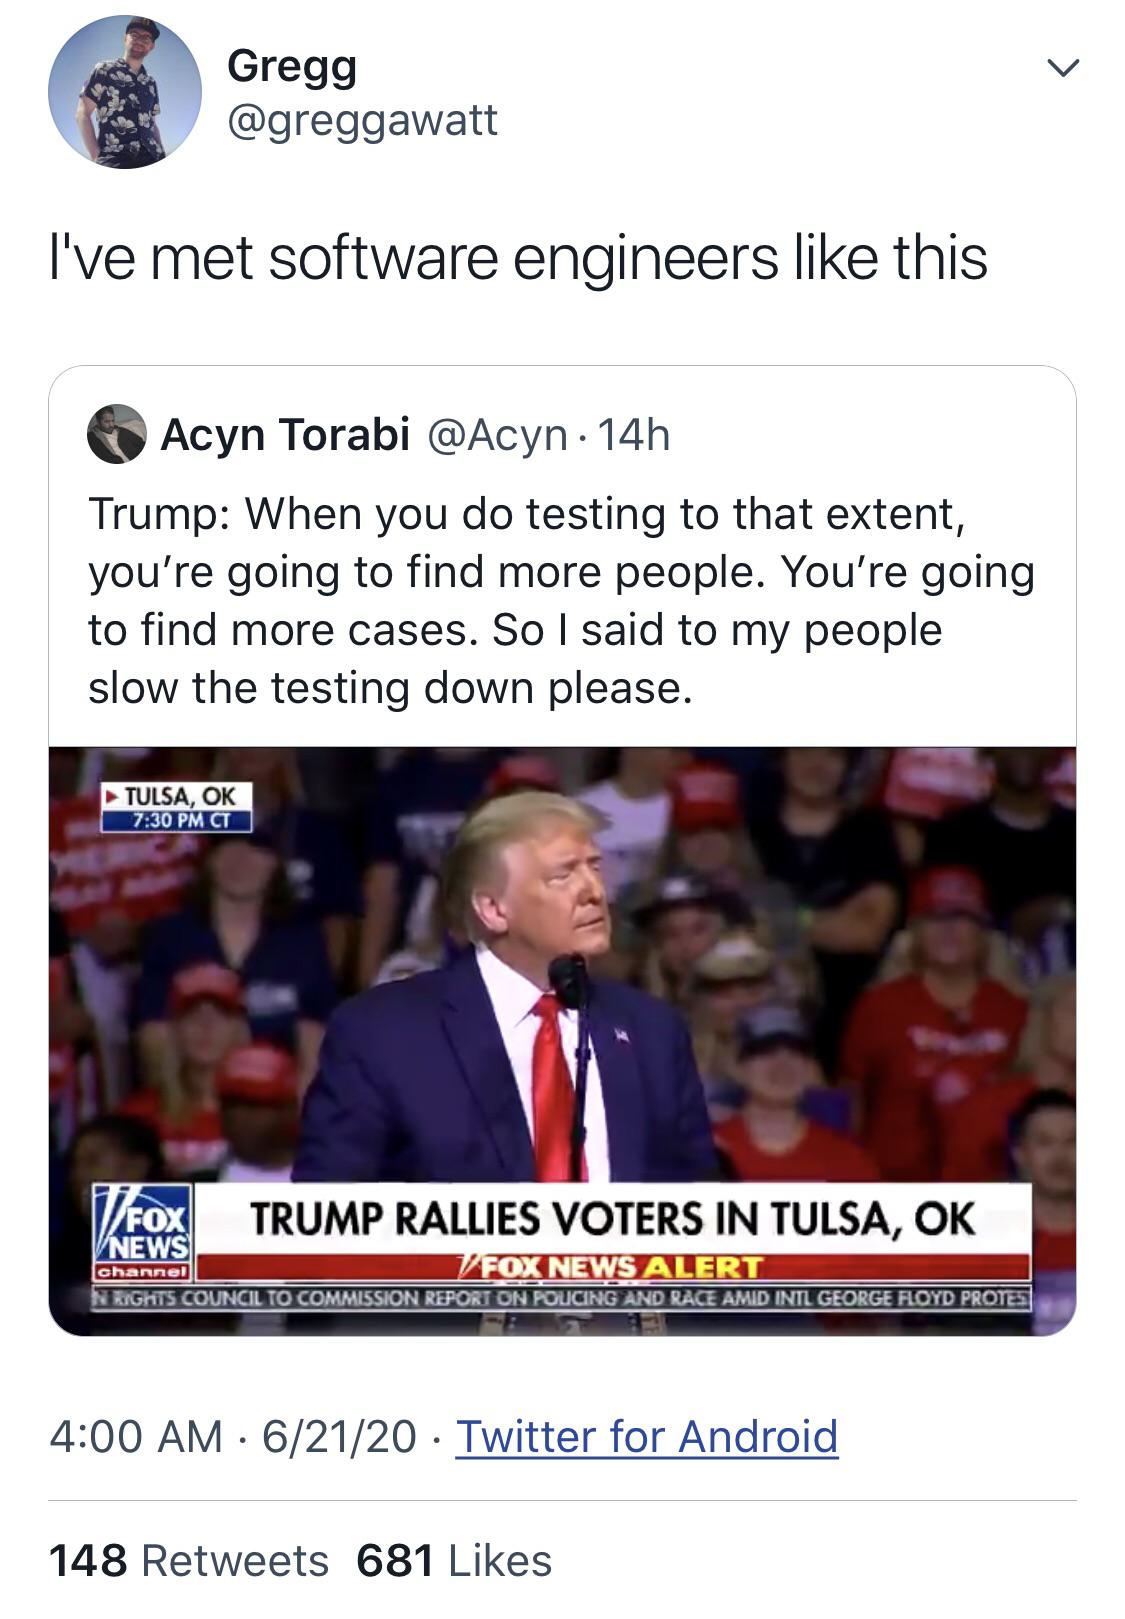 Gregg
@greggawatt
I've met software engineers like this
Acyn Torabi @Acyn · 14h
Trump: When you do testing to that extent,
you’re going to find more people. You’re going
to find more cases. So I said to my people
slow the testing down please.
TULSA, OK
7:30 PM CT
FOX
NEWS
channel
TRUMP RALLIES VOTERS IN TULSA, OK
FOX NEWS ALERT
N RIGHTS COUNCIL TO COMMISSION REPORT ON POLICING AND RACE AMID INTL GEORGE FLOYD PROTES
4:00 AM · 6/21/20 · Twitter for Android
148 Retweets 681 Likes